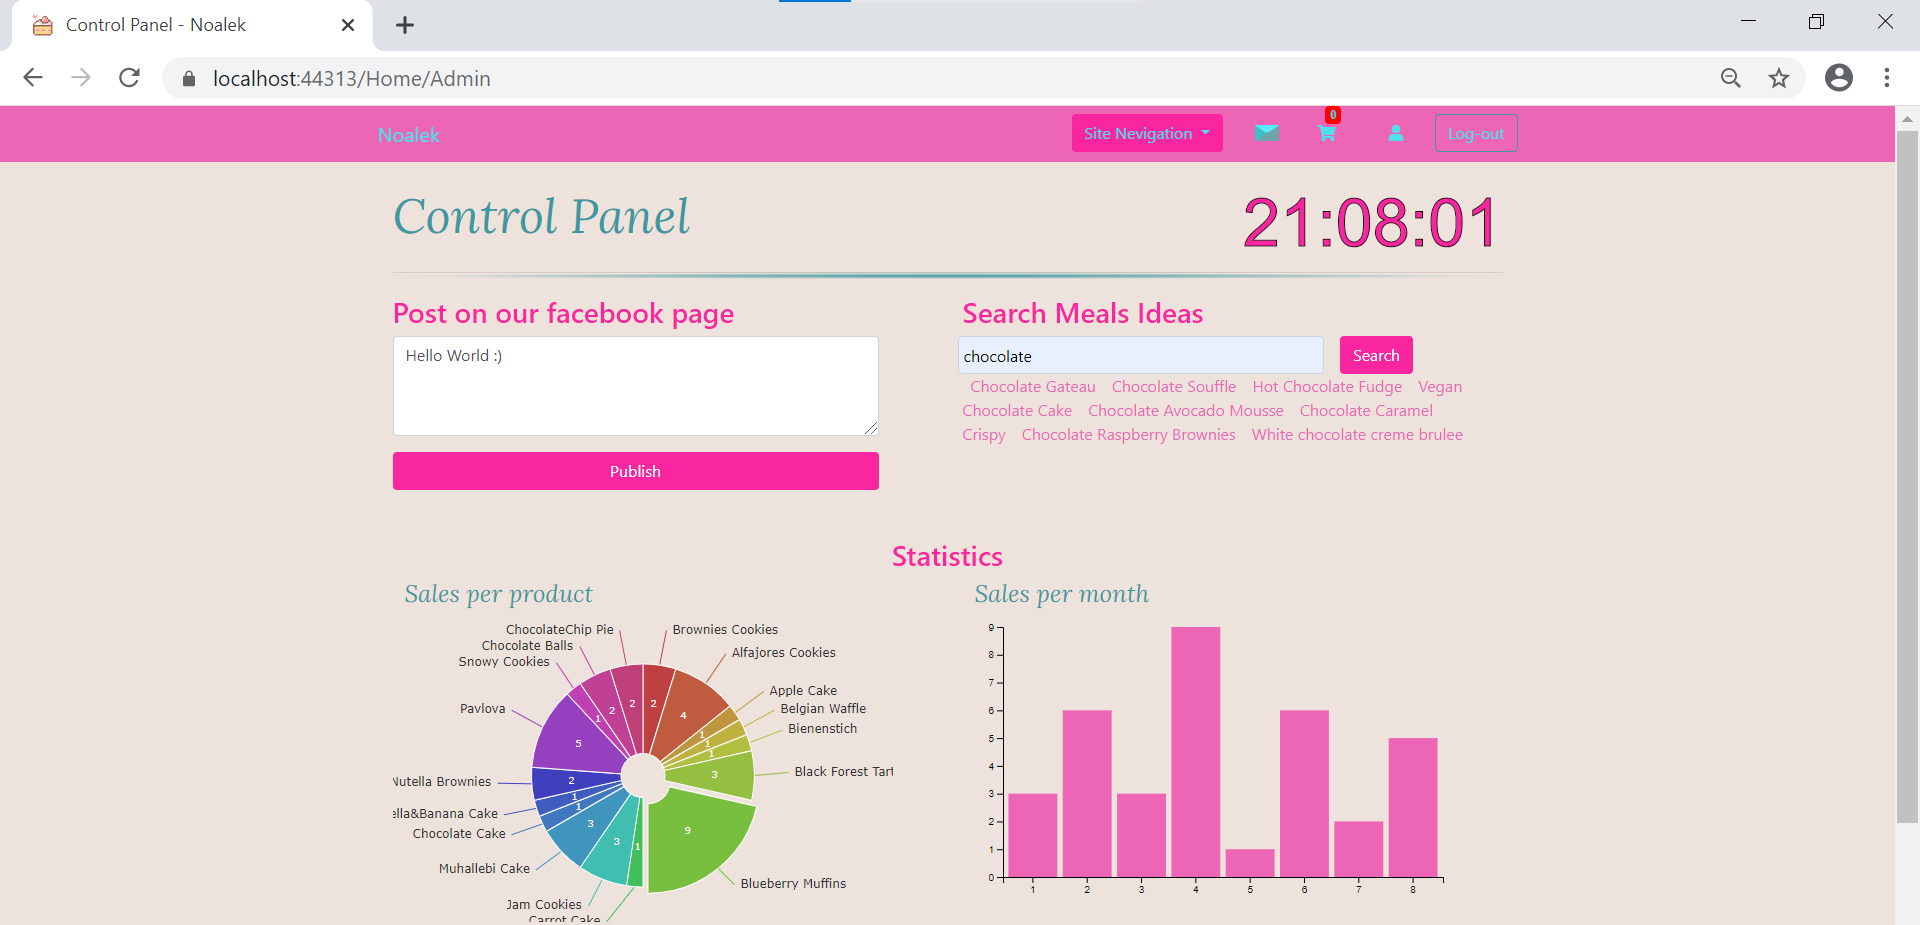 Control Panel - Noalek
localhost:44313/Home/Admin
Noalek
Site Nevigation
0
Log-out
Control Panel
21:08:01
Post on our facebook page
Hello World :)
Publish
Search Meals Ideas
chocolate
Search
Chocolate Gateau Chocolate Souffle Hot Chocolate Fudge Vegan
Chocolate Cake Chocolate Avocado Mousse Chocolate Caramel
Crispy Chocolate Raspberry Brownies White chocolate creme brulee
Statistics
Sales per product
ChocolateChip Pie
Chocolate Balls
Snowy Cookies
Pavlova
Nutella Brownies
ella&Banana Cake
Chocolate Cake
Muhallebi Cake
Jam Cookies
Carrot Cake
Brownies Cookies
Alfajores Cookies
Apple Cake
Belgian Waffle
Bienenstich
Black Forest Tart
Blueberry Muffins
2
4
1
1
1
3
9
1
3
3
1
1
2
5
1
2
2
Sales per month
9
8
7
6
5
4
3
2
1
0
1 2 3 4 5 6 7 8